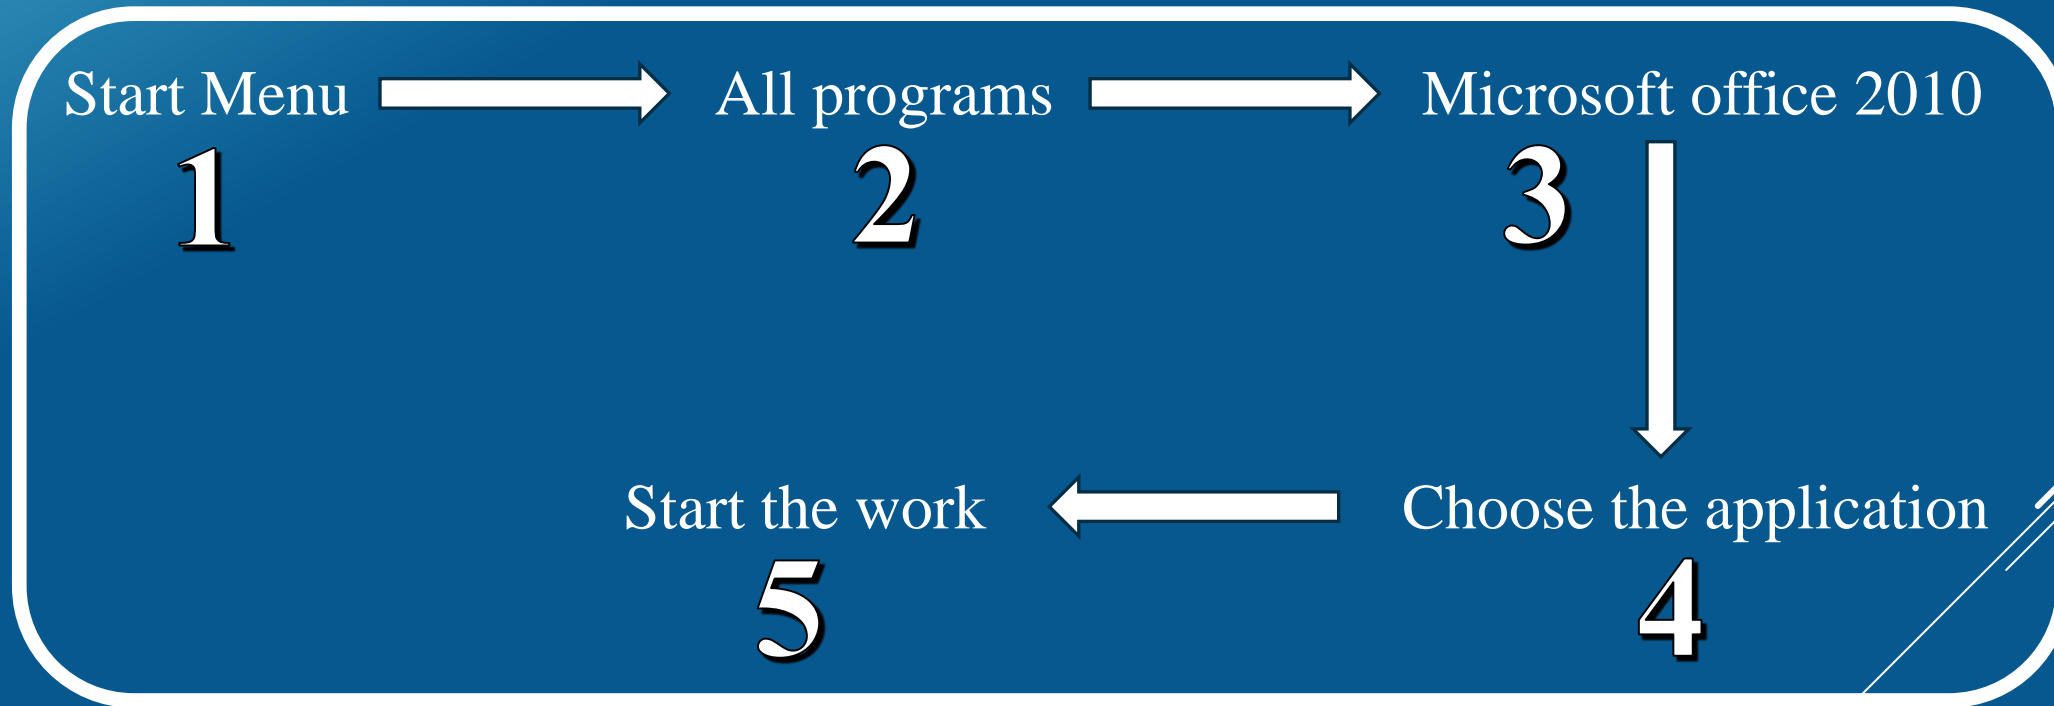 Start Menu All programs Microsoft office 2010
1 2 3
Start the work Choose the application
5 4